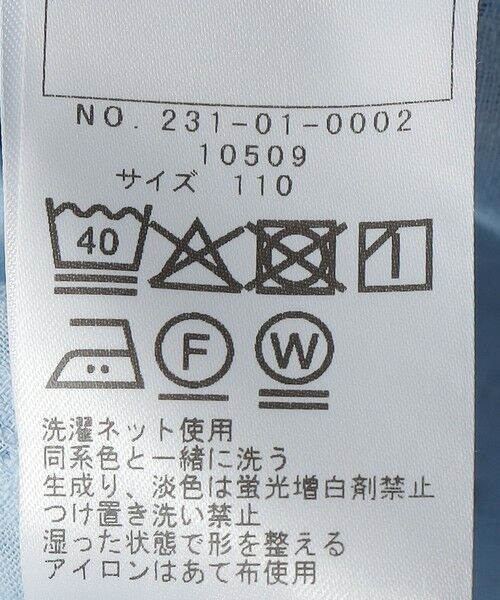 NO. 231-01-0002
10509
サイズ 110
40
F W
洗濯ネット使用
同系色と一緒に洗う
生成り、淡色は蛍光増白剤禁止
つけ置き洗い禁止
湿った状態で形を整える
アイロンはあて布使用